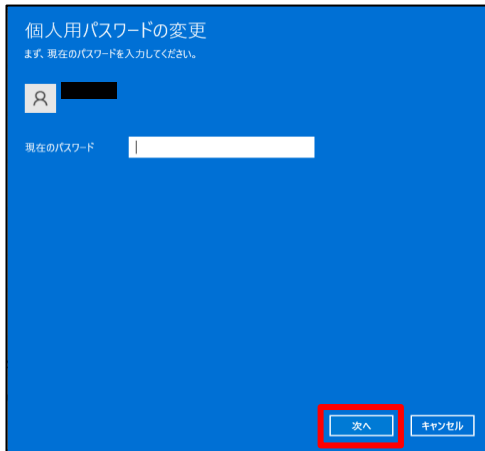 個人用パスワードの変更
まず、現在のパスワードを入力してください。
現在のパスワード
次へ
キャンセル